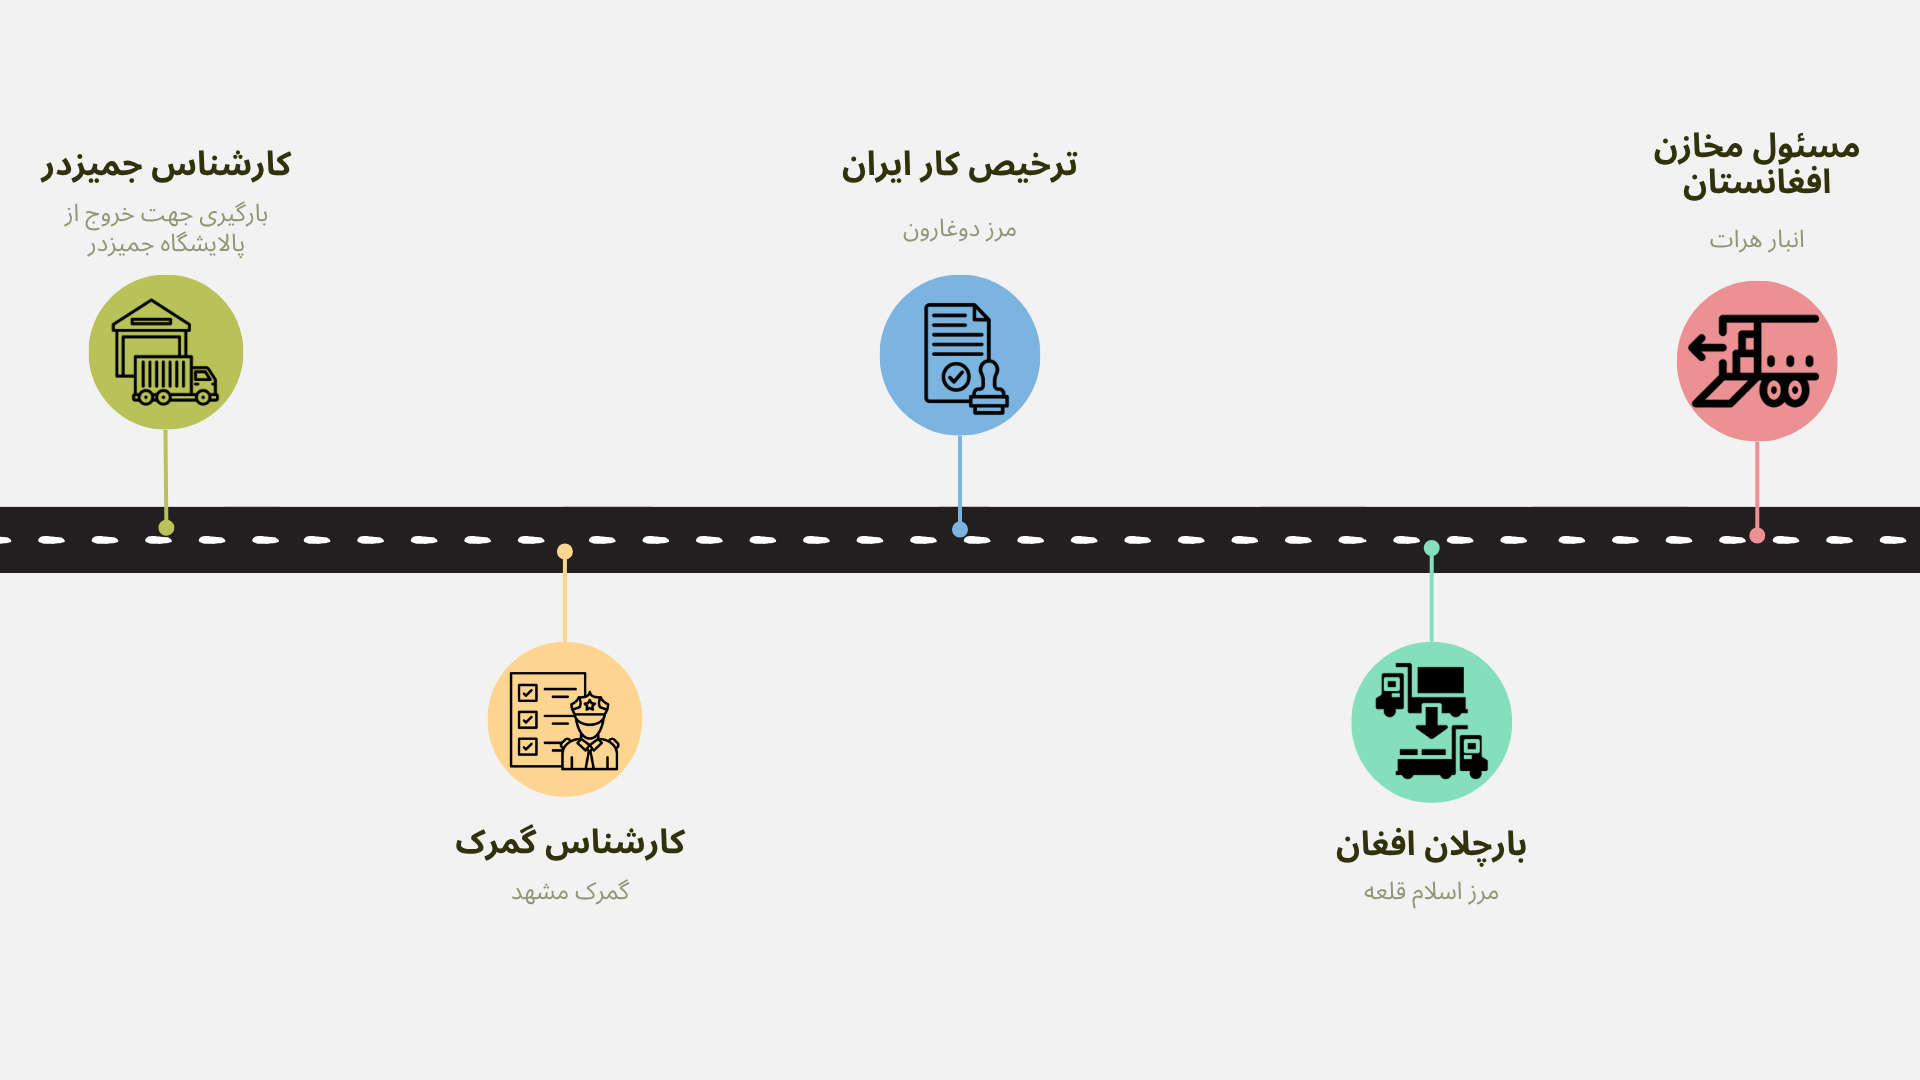 کارشناس جمیزدر
بارگیری جهت خروج از
پالایشگاه جمیزدر
کارشناس گمرک
گمرک مشهد
ترخیص کار ایران
مرز دوغارون
بارچلان افغان
مرز اسلام قلعه
مسئول مخازن
افغانستان
انبار هرات